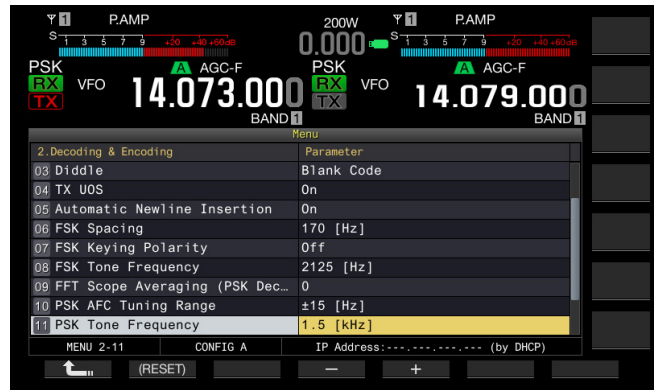 1 P.AMP 200W 1 P.AMP
S 1 3 5 7 9 +20 +40 +60dB 0.000 S 1 3 5 7 9 +20 +40 +60dB
PSK A AGC-F PSK A AGC-F
RX VFO 14.073.000 RX VFO 14.079.000
TX TX
BAND 1 BAND 1
Menu
2.Decoding & Encoding Parameter
03 Diddle Blank Code
04 TX UOS On
05 Automatic Newline Insertion On
06 FSK Spacing 170 [Hz]
07 FSK Keying Polarity Off
08 FSK Tone Frequency 2125 [Hz]
09 FFT Scope Averaging (PSK Dec... 0
10 PSK AFC Tuning Range ±15 [Hz]
11 PSK Tone Frequency 1.5 [kHz]
MENU 2-11 CONFIG A IP Address:---.---.---.--- (by DHCP)
(RESET) − +